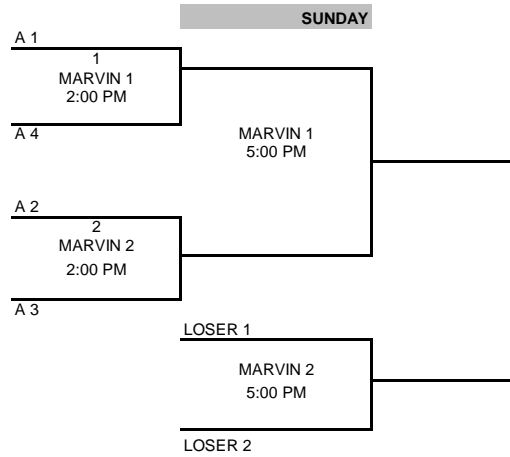 SUNDAY
A 1
1
MARVIN 1
2:00 PM
A 4
MARVIN 1
5:00 PM
A 2
2
MARVIN 2
2:00 PM
A 3
LOSER 1
MARVIN 2
5:00 PM
LOSER 2